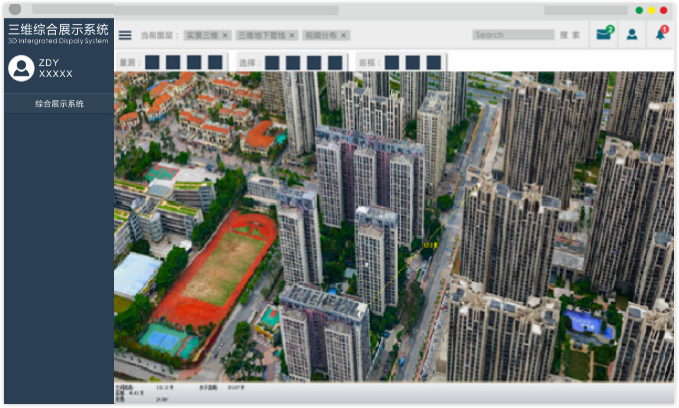 三维综合展示系统
3D Intergrated Dispaly System
ZDY
XXXXX
综合展示系统
当前图层： 实景三维 × 三维地下管线 × 视频分布 ×
Search 搜 索
2
1
量测： 选择： 巡视：